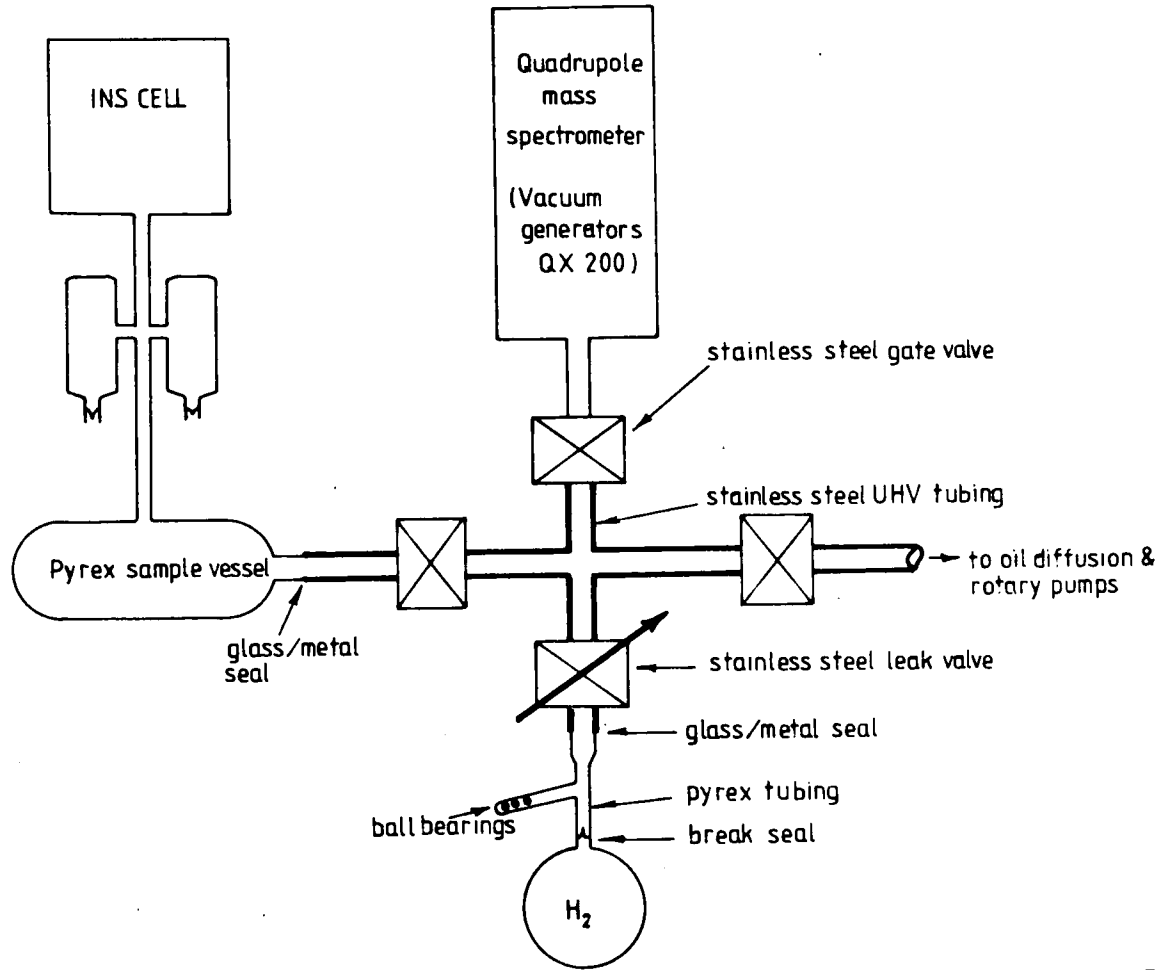 INS CELL
Quadrupole
mass
spectrometer
(Vacuum
generators
QX 200)
stainless steel gate valve
stainless steel UHV tubing
Pyrex sample vessel
to oil diffusion &
rotary pumps
glass/metal
seal
stainless steel leak valve
glass/metal seal
pyrex tubing
ball bearings
break seal
H₂